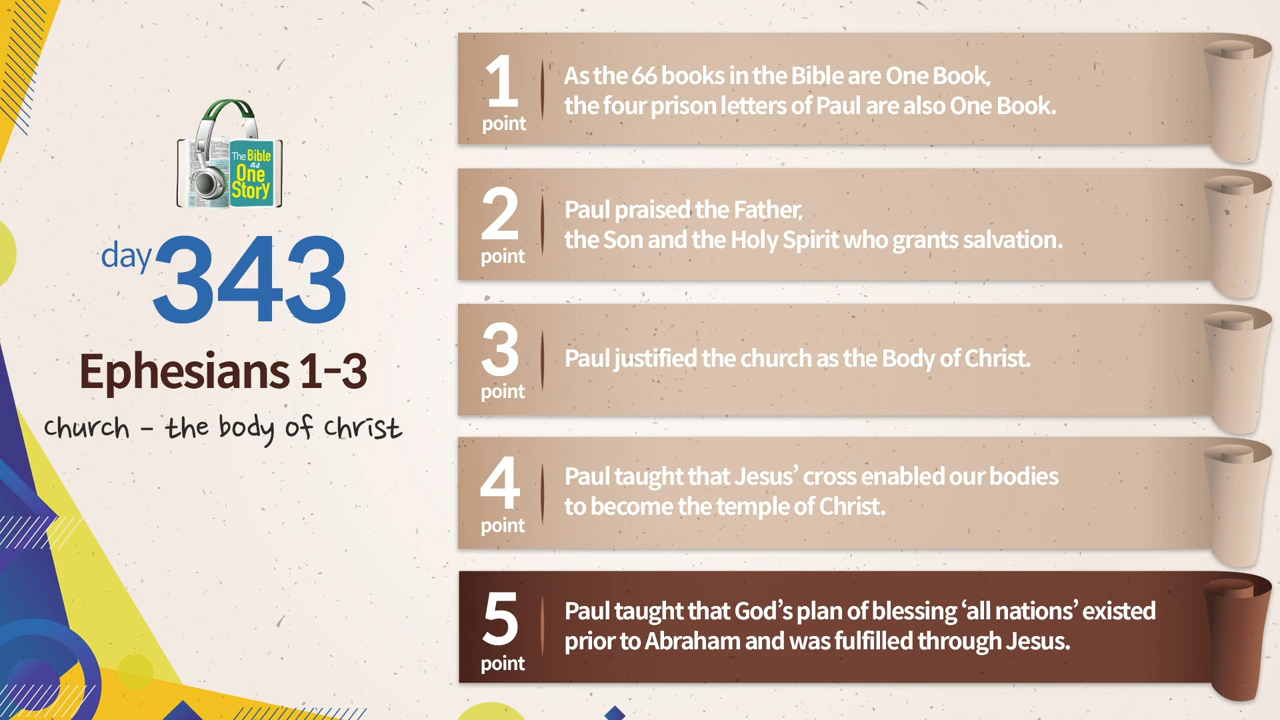 The Bible
as
One
Story
day 343
Ephesians 1-3
church - the body of christ
1
point
As the 66 books in the Bible are One Book,
the four prison letters of Paul are also One Book.
2
point
Paul praised the Father,
the Son and the Holy Spirit who grants salvation.
3
point
Paul justified the church as the Body of Christ.
4
point
Paul taught that Jesus’ cross enabled our bodies
to become the temple of Christ.
5
point
Paul taught that God’s plan of blessing ‘all nations’ existed
prior to Abraham and was fulfilled through Jesus.